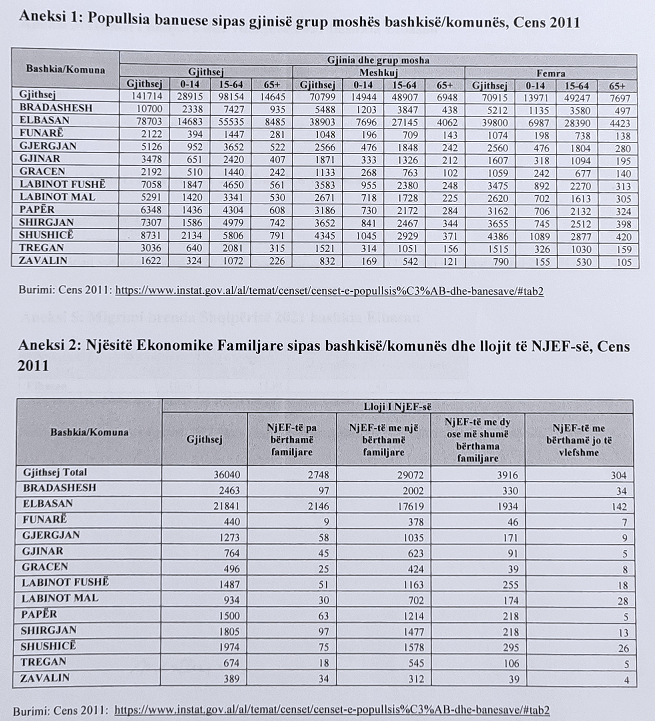 Aneksi 1: Popullsia banuese sipas gjinisë grup moshës bashkisë/komunës, Cens 2011
Bashkia/Komuna Gjinia dhe grup mosha
Gjithsej Meshkuj Femra
Gjithsej 0-14 15-64 65+ Gjithsej 0-14 15-64 65+ Gjithsej 0-14 15-64 65+
Gjithsej 141714 28915 98154 14645 70799 14944 48907 6948 70915 13971 49247 7697
BRADASHESH 10700 2338 7427 935 5488 1203 3847 438 5212 1135 3580 497
ELBASAN 78703 14683 55535 8485 38903 7696 27145 4062 39800 6987 28390 4423
FUNARË 2122 394 1447 281 1048 196 709 143 1074 198 738 138
GJERGJAN 5126 952 3652 522 2566 476 1848 242 2560 476 1804 280
GJINAR 3478 651 2420 407 1871 333 1326 212 1607 318 1094 195
GRACEN 2192 510 1440 242 1133 268 763 102 1059 242 677 140
LABINOT FUSHË 7058 1847 4650 561 3583 955 2380 248 3475 892 2270 313
LABINOT MAL 5291 1420 3341 530 2671 718 1728 225 2620 702 1613 305
PAPËR 6348 1436 4304 608 3186 730 2172 284 3162 706 2132 324
SHIRGJAN 7307 1586 4979 742 3652 841 2467 344 3655 745 2512 398
SHUSHICË 8731 2134 5806 791 4345 1045 2929 371 4386 1089 2877 420
TREGAN 3036 640 2081 315 1521 314 1051 156 1515 326 1030 159
ZAVALIN 1622 324 1072 226 832 169 542 121 790 155 530 105
Burimi: Cens 2011: https://www.instat.gov.al/al/temat/censet/censet-e-popullsis%C3%AB-dhe-banesave/#tab2
Aneksi 2: Njësitë Ekonomike Familjare sipas bashkisë/komunës dhe llojit të NJEF-së, Cens
2011
Bashkia/Komuna Lloji I NjEF-së
Gjithsej NjEF-të pa bërthamë familjare NjEF-të me një bërthamë familjare NjEF-të me dy ose më shumë bërthama familjare NjEF-të me bërthamë jo të vlefshme
Gjithsej Total 36040 2748 29072 3916 304
BRADASHESH 2463 97 2002 330 34
ELBASAN 21841 2146 17619 1934 142
FUNARË 440 9 378 46 7
GJERGJAN 1273 58 1035 171 9
GJINAR 764 45 623 91 5
GRACEN 496 25 424 39 8
LABINOT FUSHË 1487 51 1163 255 18
LABINOT MAL 934 30 702 174 28
PAPËR 1500 63 1214 218 5
SHIRGJAN 1805 97 1477 218 13
SHUSHICË 1974 75 1578 295 26
TREGAN 674 18 545 106 5
ZAVALIN 389 34 312 39 4
Burimi: Cens 2011: https://www.instat.gov.al/al/temat/censet/censet-e-popullsis%C3%AB-dhe-banesave/#tab2